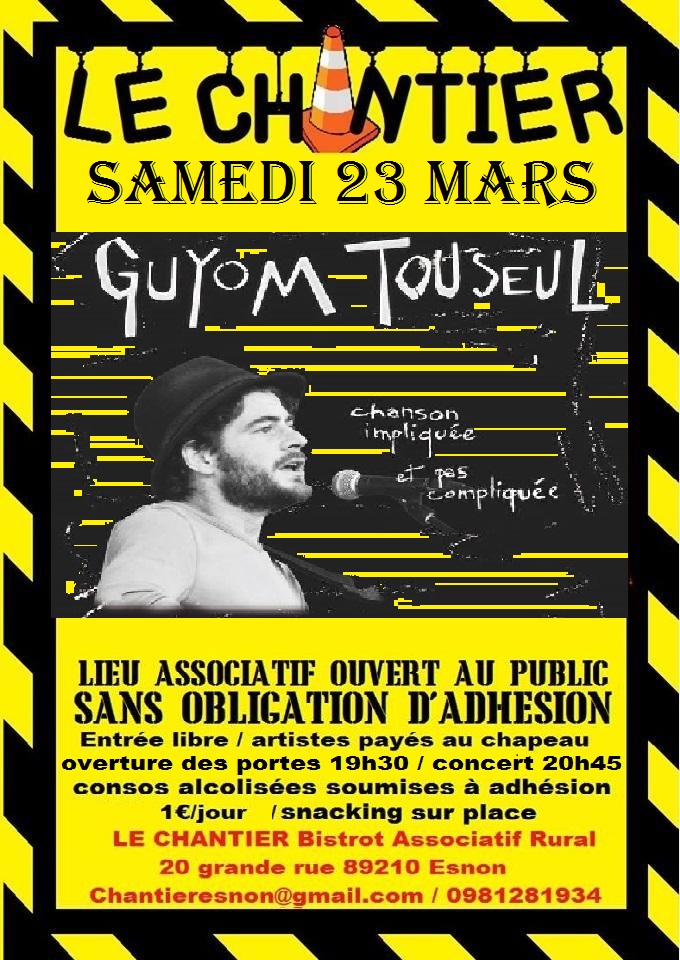 LE CHANTIER
SAMEDI 23 MARS
GUYOM TOUSEUL
chanson
impliquée
et pas
compliquée
LIEU ASSOCIATIF OUVERT AU PUBLIC
SANS OBLIGATION D'ADHESION
Entrée libre / artistes payés au chapeau
overture des portes 19h30 / concert 20h45
consos alcolisées soumises à adhésion
1€/jour / snacking sur place
LE CHANTIER Bistrot Associatif Rural
20 grande rue 89210 Esnon
Chantieresnon@gmail.com / 0981281934